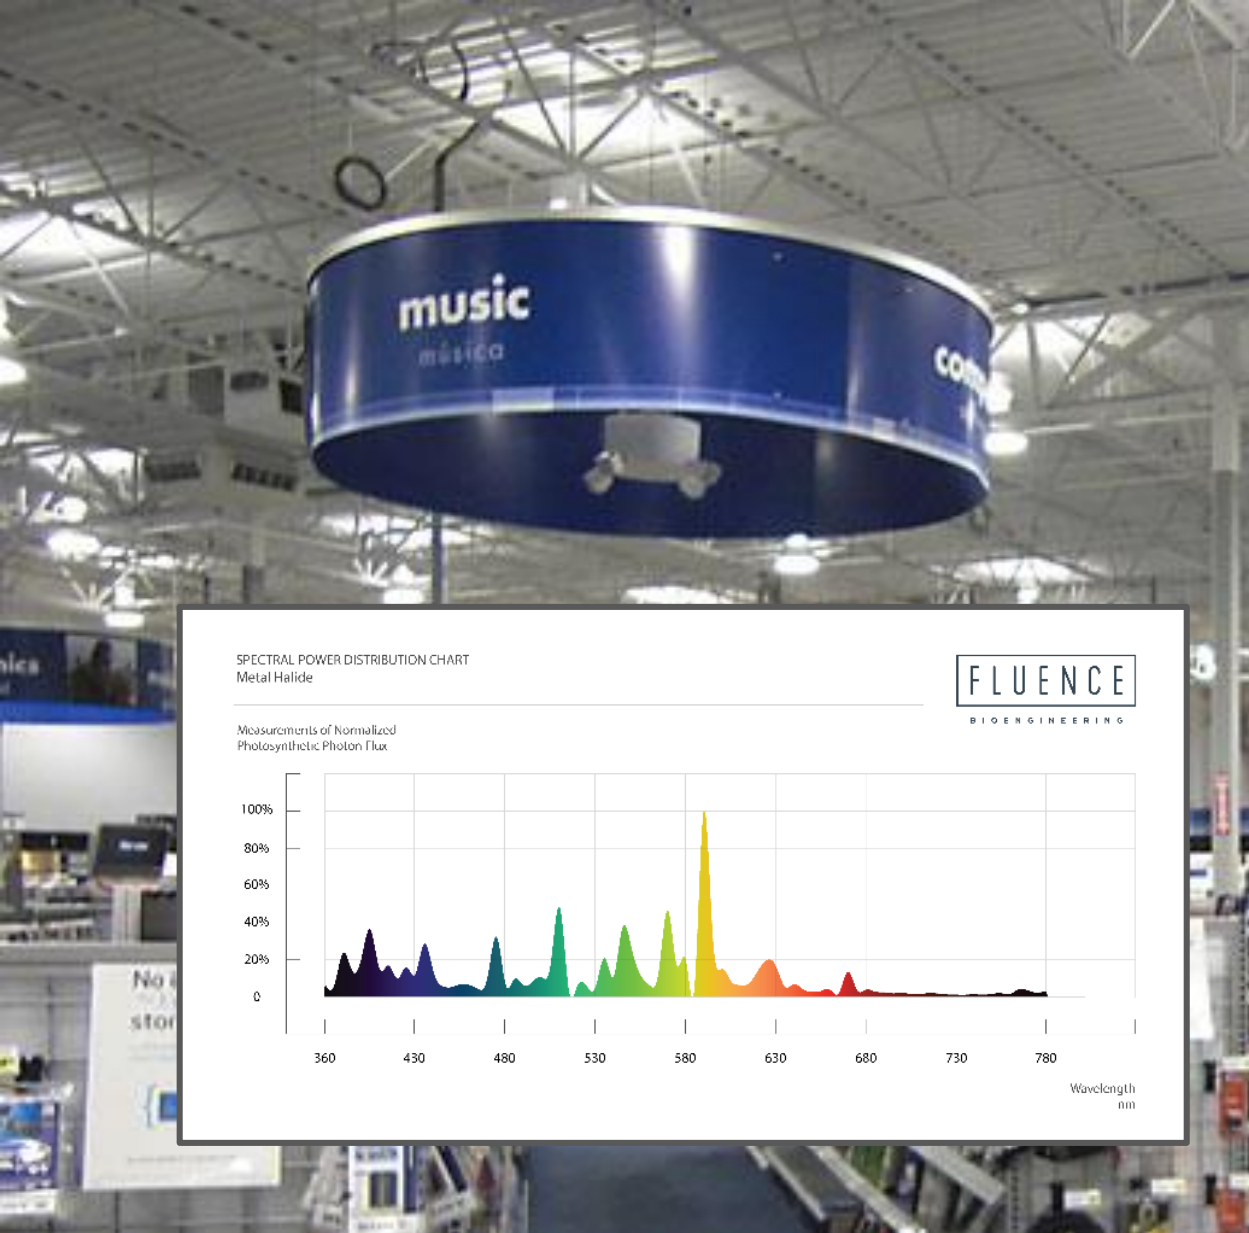 music
música
SPECTRAL POWER DISTRIBUTION CHART
Metal Halide
FLUENCE
BIOENGINEERING
Measurements of Normalized
Photosynthetic Photon Flux
100%
80%
60%
40%
20%
0
360 430 480 530 580 630 680 730 780
Wavelength
nm
No